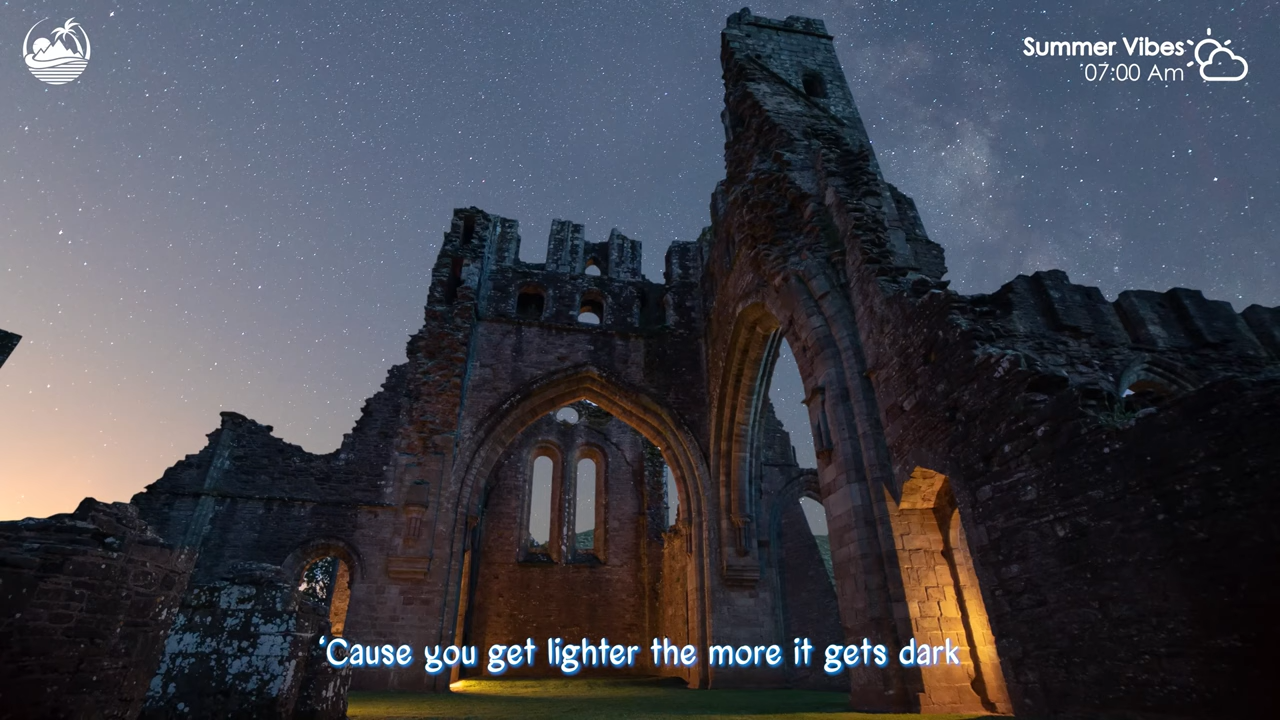 Summer Vibes
07:00 Am
‘Cause you get lighter the more it gets dark